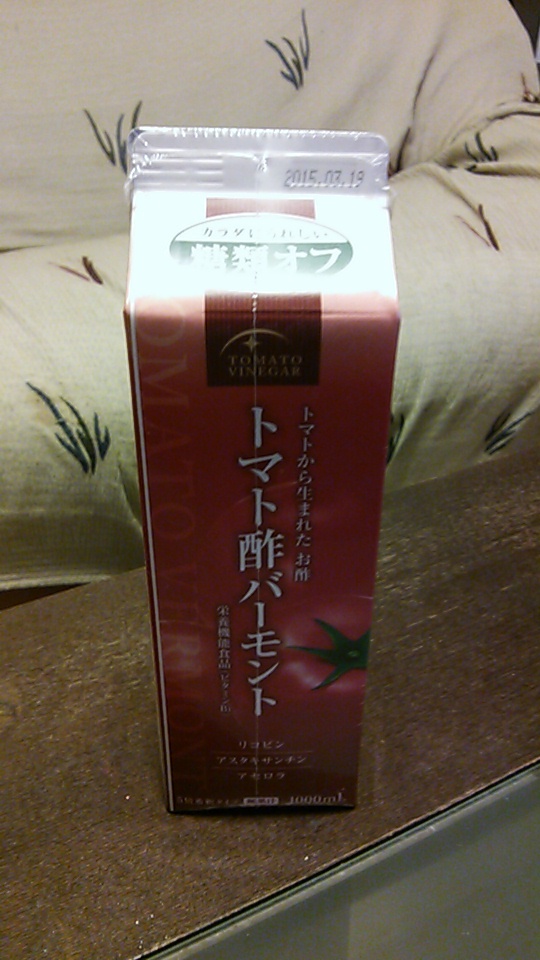 2015.03.19
カラダにうれしい
糖類オフ
TOMATO
VINEGAR
トマトから生まれた お酢
トマト酢バーモント
栄養機能食品
TOMATO VERMONT
リコピン
アスタキサンチン
アセロラ
1000mL